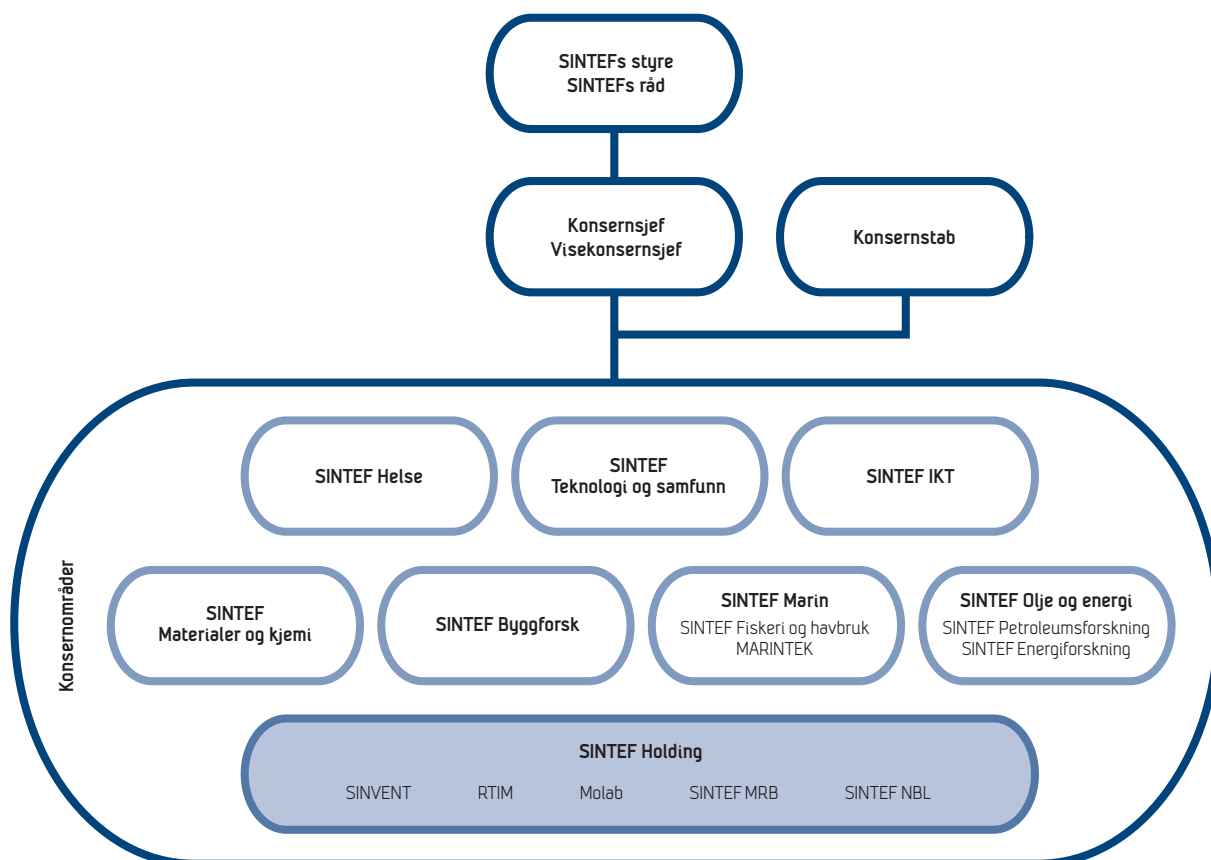 SINTEFs styre
SINTEFs råd
Konsernsjef
Visekonsernsjef
Konsernstab
Konsernområder
SINTEF Helse
SINTEF
Teknologi og samfunn
SINTEF IKT
SINTEF
Materialer og kjemi
SINTEF Byggforsk
SINTEF Marin
SINTEF Fiskeri og havbruk
MARINTEK
SINTEF Olje og energi
SINTEF Petroleumsforskning
SINTEF Energiforskning
SINTEF Holding
SINVENT
RTIM
Molab
SINTEF MRB
SINTEF NBL